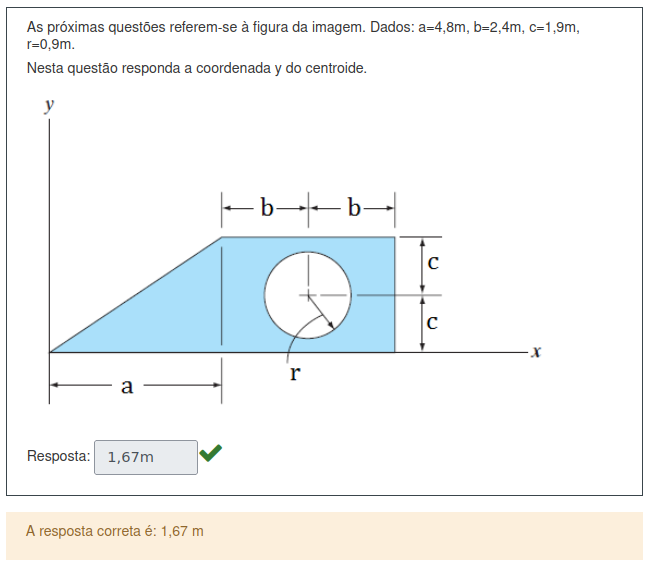 As próximas questões referem-se à figura da imagem. Dados: a=4,8m, b=2,4m, c=1,9m,
r=0,9m.
Nesta questão responda a coordenada y do centroide.
y
b b
c
c
x
r
a
Resposta: 1,67m
A resposta correta é: 1,67 m